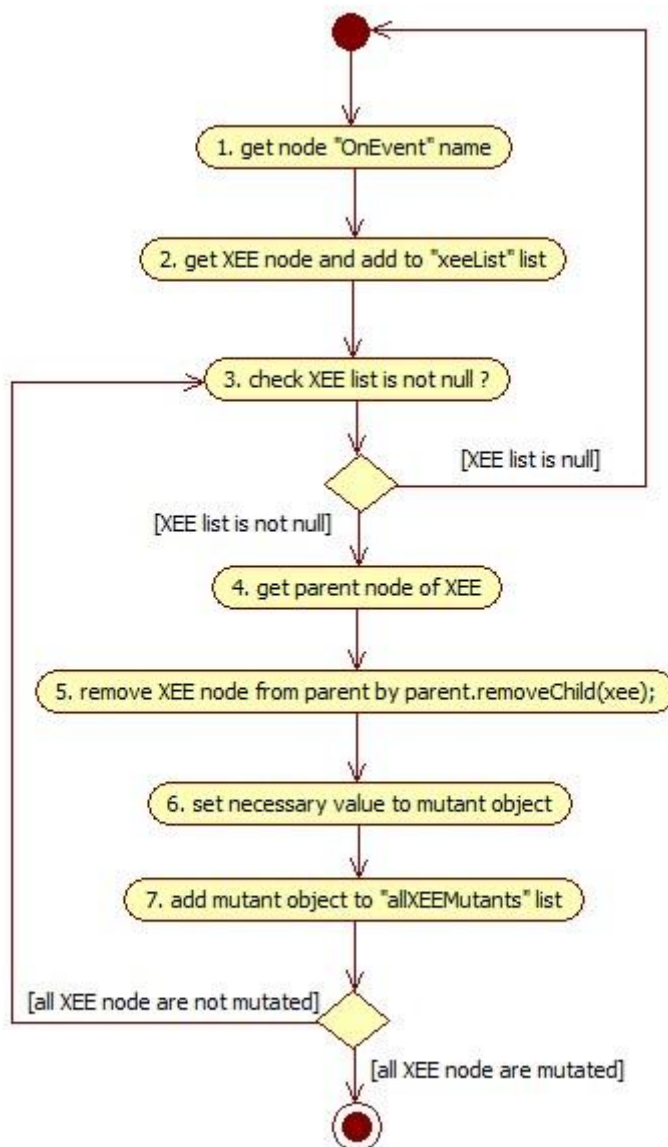 1. get node "OnEvent" name
2. get XEE node and add to "xeeList" list
3. check XEE list is not null ?
[XEE list is null]
[XEE list is not null]
4. get parent node of XEE
5. remove XEE node from parent by parent.removeChild(xee);
6. set necessary value to mutant object
7. add mutant object to "allXEEMutants" list
[all XEE node are not mutated]
[all XEE node are mutated]